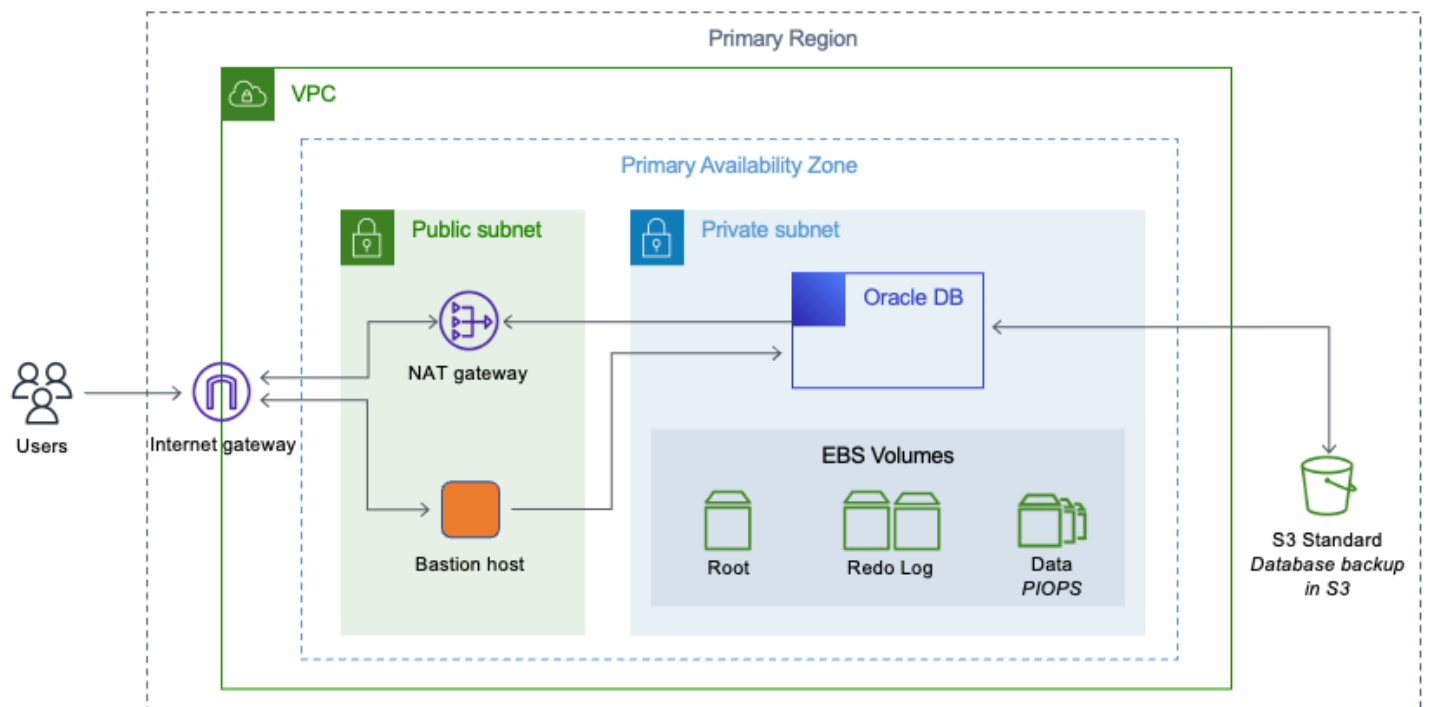 Primary Region
VPC
Primary Availability Zone
Public subnet
Private subnet
Oracle DB
NAT gateway
Users
Internet gateway
EBS Volumes
Bastion host
Root
Redo Log
Data
PIOPS
S3 Standard
Database backup
in S3